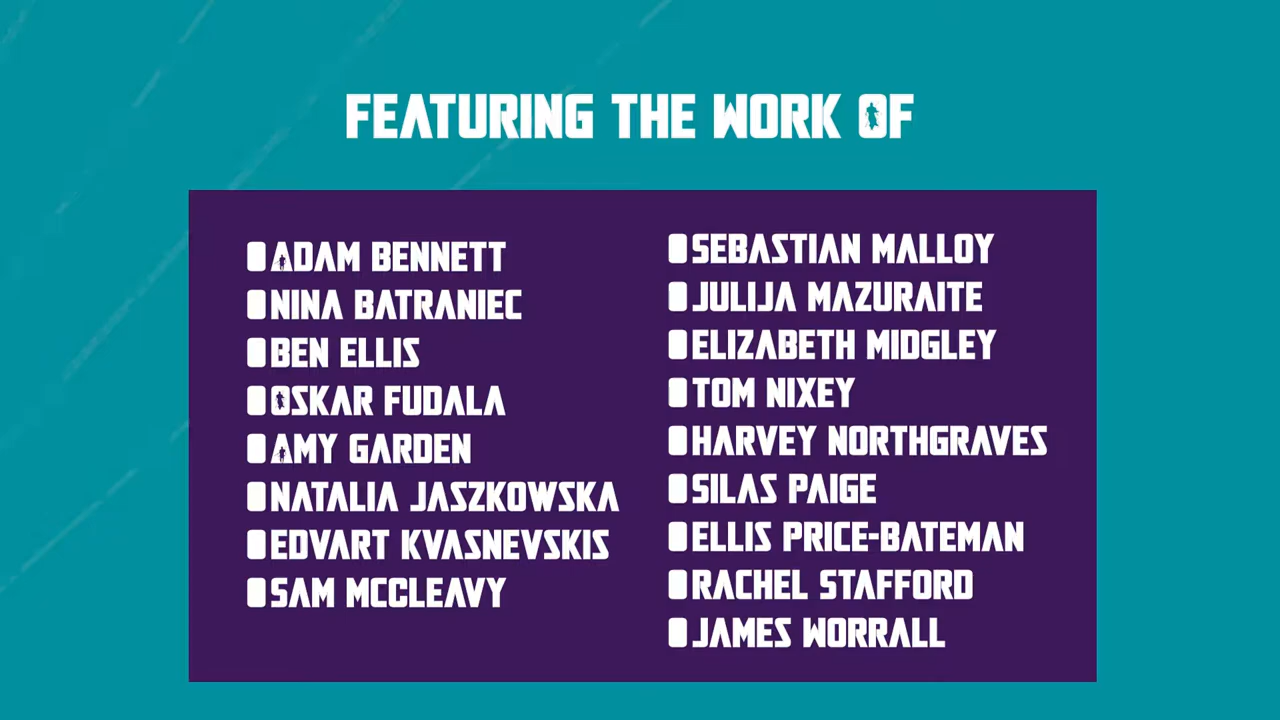 FEATURING THE WORK OF
ADAM BENNETT
NINA BATRANIEC
BEN ELLIS
OSKAR FUDALA
AMY GARDEN
NATALIA JASZKOWSKA
EDVART KVASNEVSKIS
SAM MCCLEAVY
SEBASTIAN MALLOY
JULIJA MAZURAITE
ELIZABETH MIDGLEY
TOM NIXEY
HARVEY NORTHGRAVES
SILAS PAIGE
ELLIS PRICE-BATEMAN
RACHEL STAFFORD
JAMES WORRALL